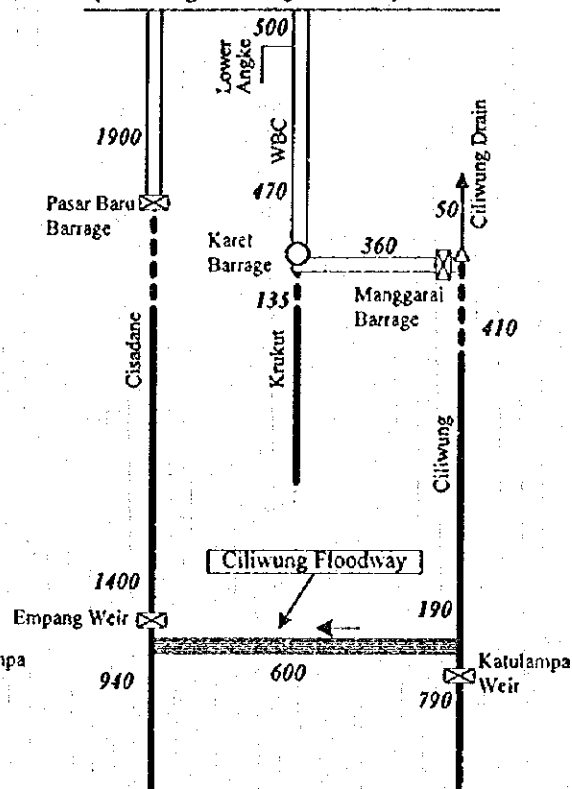 500
Lower
Angke
1900
WBC
Ciliwung Drain
470
50
Pasar Baru
Barrage
Karet
Barrage
360
Manggarai
Barrage
135
410
Cisadane
Krukut
Ciliwung
Ciliwung Floodway
1400
190
Empang Weir
600
940
790
Katulampa
Weir